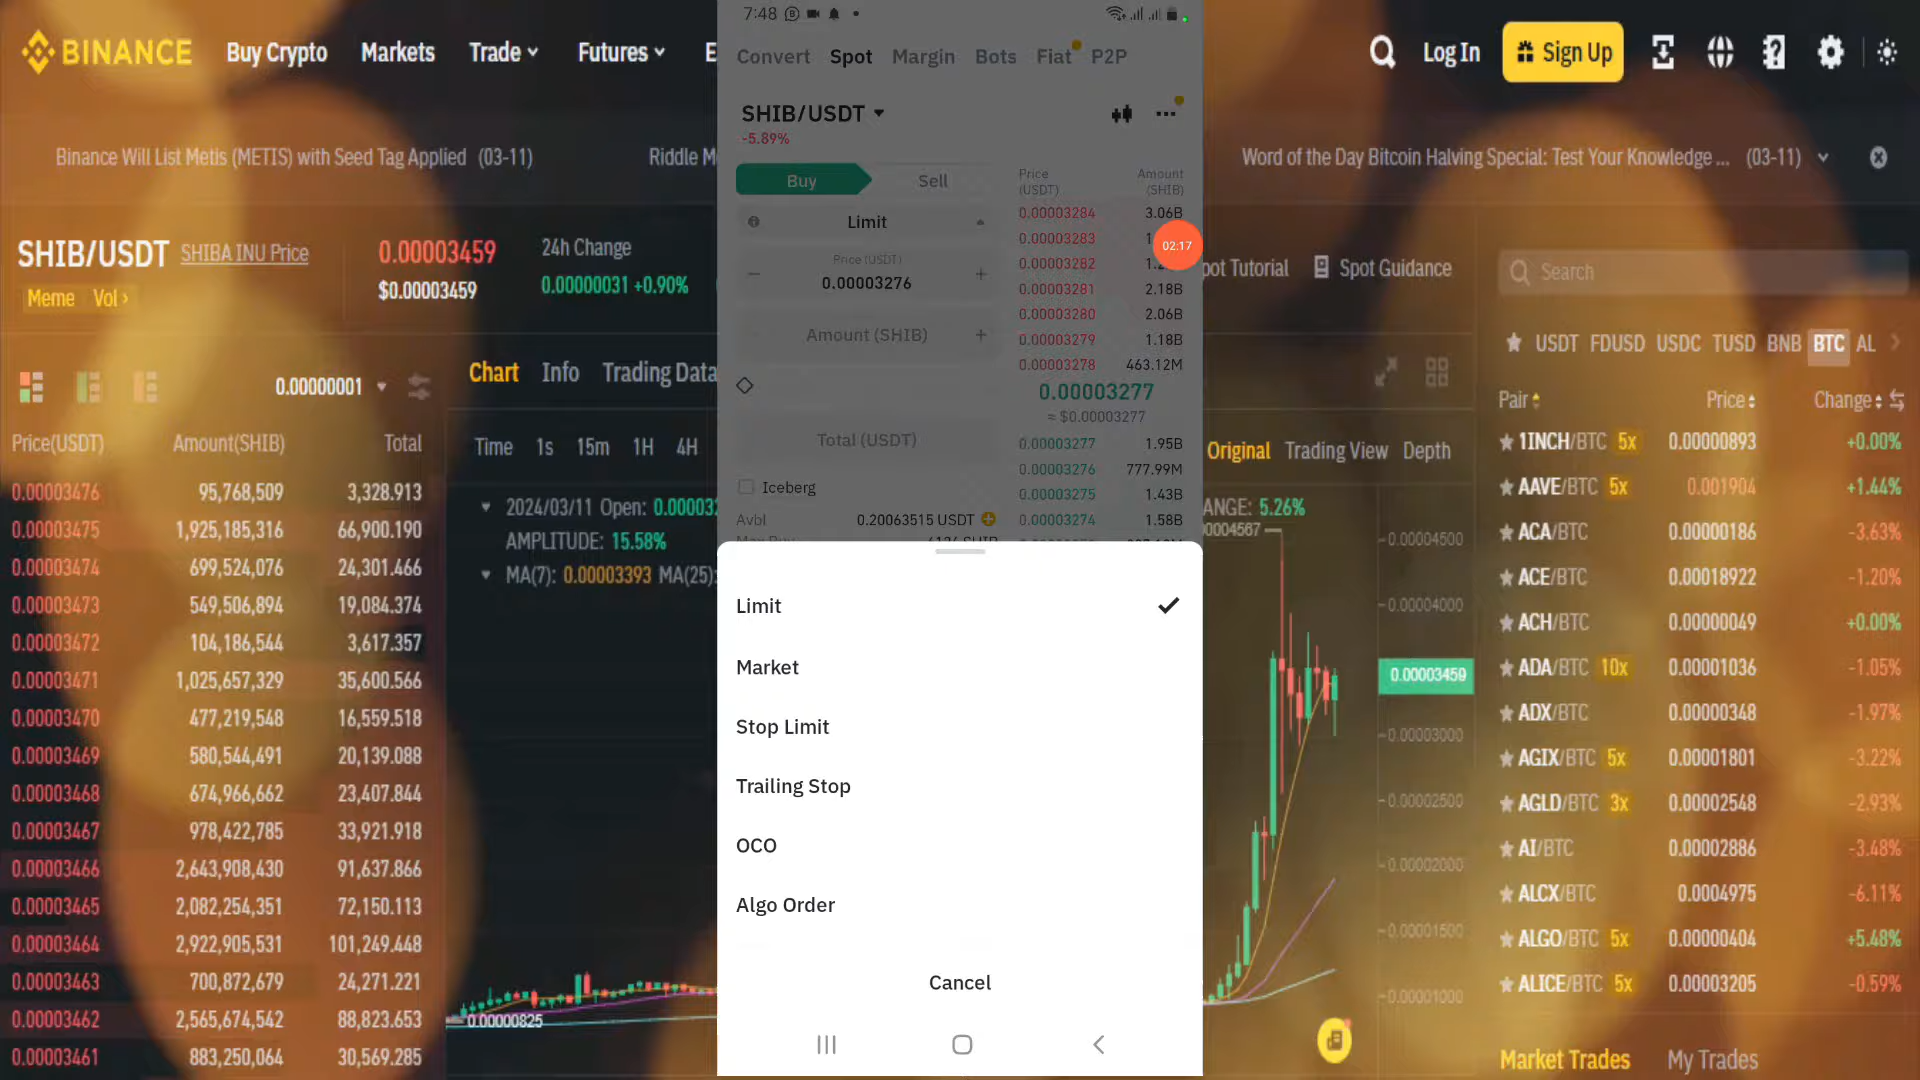 BINANCE Buy Crypto Markets Trade Futures E
Log In Sign Up
Binance Will List Metis (METIS) with Seed Tag Applied (03-11)
Riddle M
Word of the Day Bitcoin Halving Special: Test Your Knowledge ... (03-11)
SHIB/USDT SHIBA INU Price
Meme Vol
0.00003459
$0.00003459
24h Change
0.00000031 +0.90%
0.00000001
Price(USDT) Amount(SHIB) Total
0.00003476 95,768,509 3,328.913
0.00003475 1,925,185,316 66,900.190
0.00003474 699,524,076 24,301.466
0.00003473 549,506,894 19,084.374
0.00003472 104,186,544 3,617.357
0.00003471 1,025,657,329 35,600.566
0.00003470 477,219,548 16,559.518
0.00003469 580,544,491 20,139.088
0.00003468 674,966,662 23,407.844
0.00003467 978,422,785 33,921.918
0.00003466 2,643,908,430 91,637.866
0.00003465 2,082,254,351 72,150.113
0.00003464 2,922,905,531 101,249.448
0.00003463 700,872,679 24,271.221
0.00003462 2,565,674,542 88,823.653
0.00003461 883,250,064 30,569.285
Chart Info Trading Data
Time 1s 15m 1H 4H
2024/03/11 Open: 0.000032
AMPLITUDE: 15.58%
MA(7): 0.00003393 MA(25):
0.00000825
7:48
Convert Spot Margin Bots Fiat P2P
SHIB/USDT
-5.89%
Buy Sell
Limit
Price (USDT)
0.00003276
Amount (SHIB)
Total (USDT)
Iceberg
Avbl 0.20063515 USDT
Price (USDT) Amount (SHIB)
0.00003284 3.06B
0.00003283
0.00003282
0.00003281 2.18B
0.00003280 2.06B
0.00003279 1.18B
0.00003278 463.12M
0.00003277
≈ $0.00003277
0.00003277 1.95B
0.00003276 777.99M
0.00003275 1.43B
0.00003274 1.58B
02:17
Limit
Market
Stop Limit
Trailing Stop
OCO
Algo Order
Cancel
pot Tutorial Spot Guidance
Original Trading View Depth
ANGE: 5.26%
0004567
0.00004500
0.00004000
0.00003459
0.00003000
0.00002500
0.00002000
0.00001500
0.00001000
Search
USDT FDUSD USDC TUSD BNB BTC AL
Pair Price Change
1INCH/BTC 5x 0.00000893 +0.00%
AAVE/BTC 5x 0.001904 +1.44%
ACA/BTC 0.00000186 -3.63%
ACE/BTC 0.00018922 -1.20%
ACH/BTC 0.00000049 +0.00%
ADA/BTC 10x 0.00001036 -1.05%
ADX/BTC 0.00000348 -1.97%
AGIX/BTC 5x 0.00001801 -3.22%
AGLD/BTC 3x 0.00002548 -2.93%
AI/BTC 0.00002886 -3.48%
ALCX/BTC 0.0004975 -6.11%
ALGO/BTC 5x 0.00000404 +5.48%
ALICE/BTC 5x 0.00003205 -0.59%
Market Trades My Trades